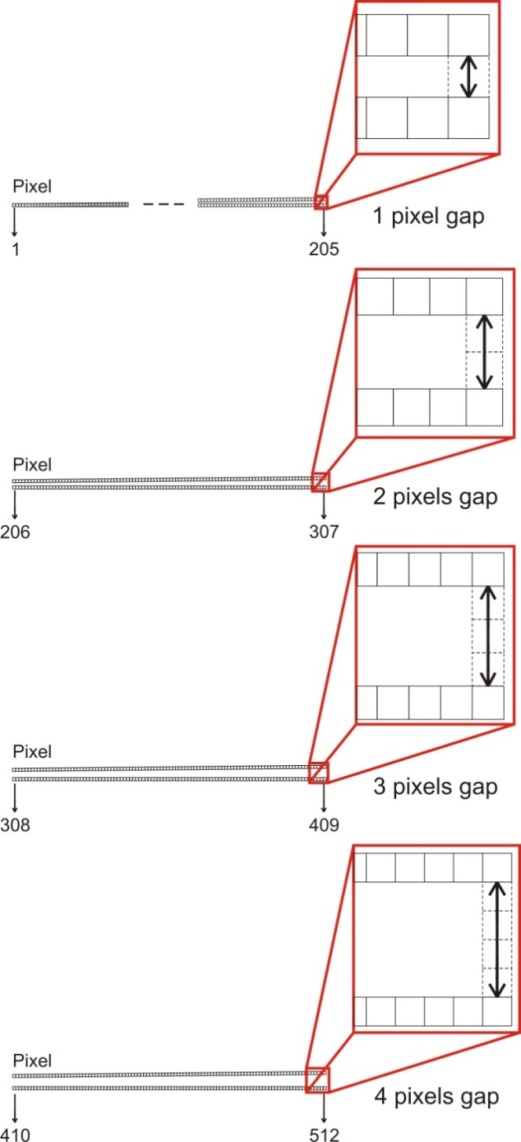 Pixel
1
205
1 pixel gap
Pixel
206
307
2 pixels gap
Pixel
308
409
3 pixels gap
Pixel
410
512
4 pixels gap